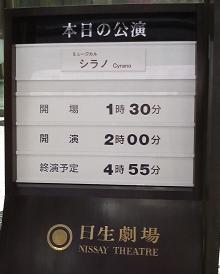 本日の公演
ミュージカル
シラノ Cyrano
開場 1時30分
開演 2時00分
終演予定 4時55分
日生劇場
NISSAY THEATRE